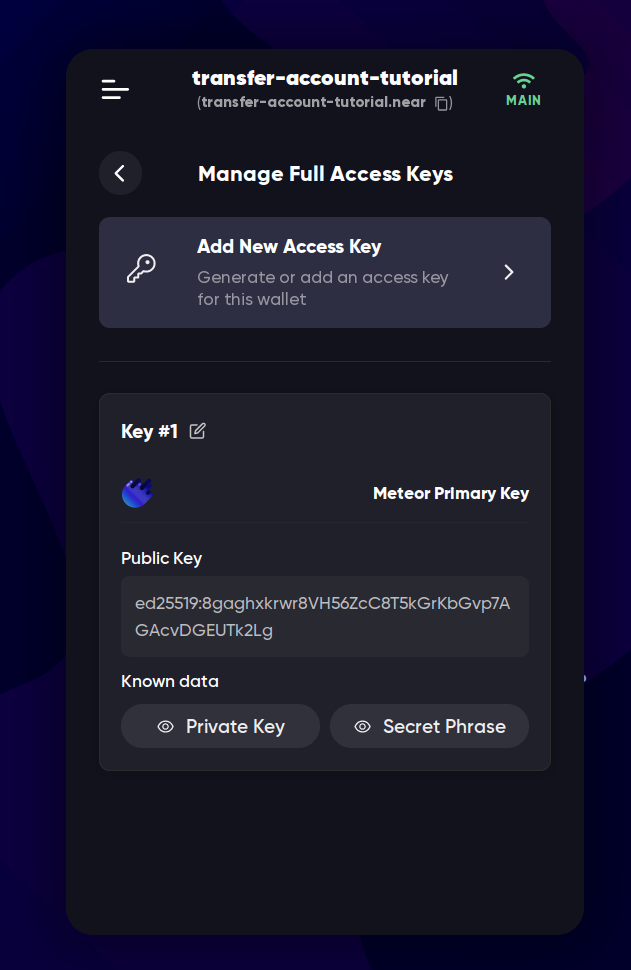 transfer-account-tutorial
(transfer-account-tutorial.near )
MAIN
Manage Full Access Keys
Add New Access Key
Generate or add an access key
for this wallet
Key #1
Meteor Primary Key
Public Key
ed25519:8gaghxkrwr8VH56ZcC8T5kGrKbGvp7A
GAcvDGEUTk2Lg
Known data
Private Key
Secret Phrase